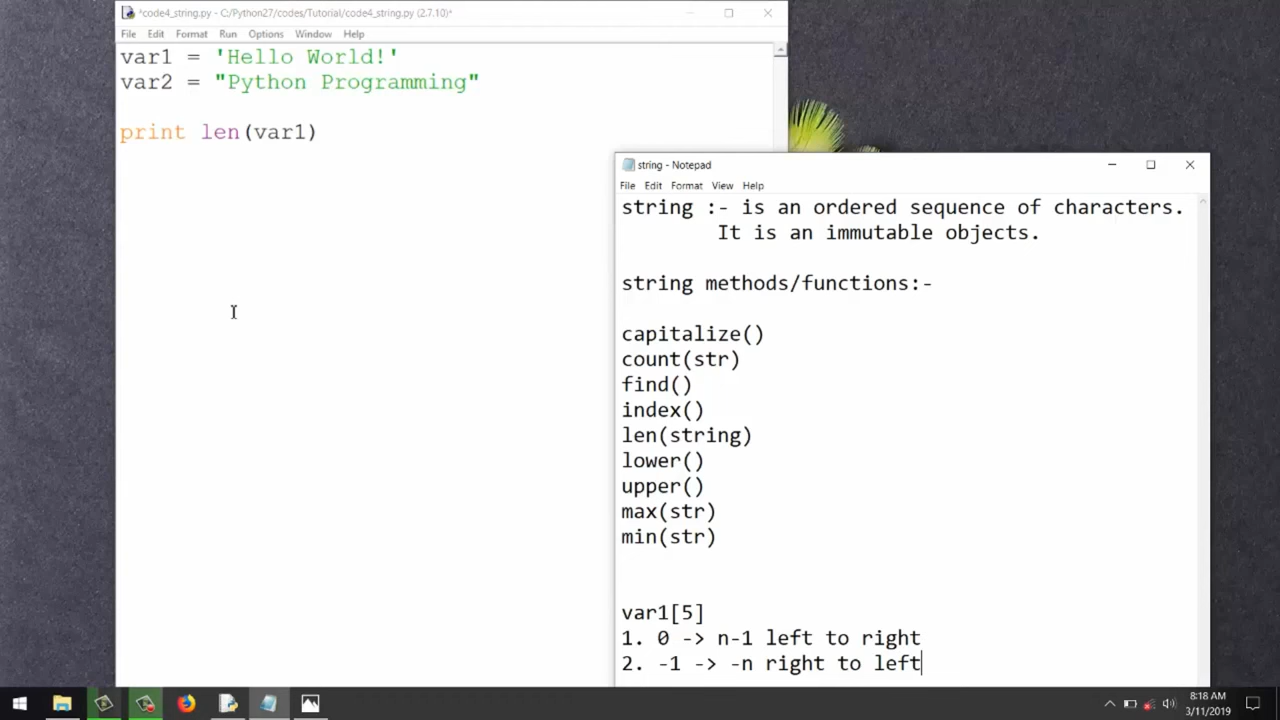 *code4_string.py - C:/Python27/codes/Tutorial/code4_string.py (2.7.10)*
File Edit Format Run Options Window Help
var1 = 'Hello World!'
var2 = "Python Programming"
print len(var1)
string - Notepad
File Edit Format View Help
string :- is an ordered sequence of characters.
It is an immutable objects.
string methods/functions:-
capitalize()
count(str)
find()
index()
len(string)
lower()
upper()
max(str)
min(str)
var1[5]
1. 0 -> n-1 left to right
2. -1 -> -n right to left
8:18 AM
3/11/2019